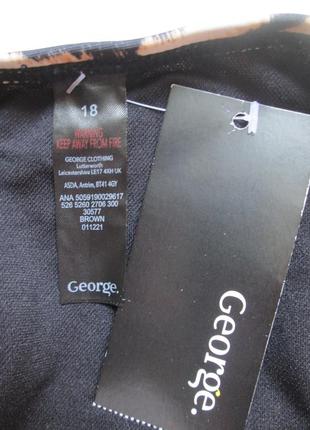 18
WARNING
KEEP AWAY FROM FIRE
GEORGE CLOTHING
Lutterworth
Leicestershire LE17 4XH UK
ASDA, Antrim, BT41 4GY
ANA 5059190029617
526 5260 2706 300
30577
BROWN
011221
George.
George.